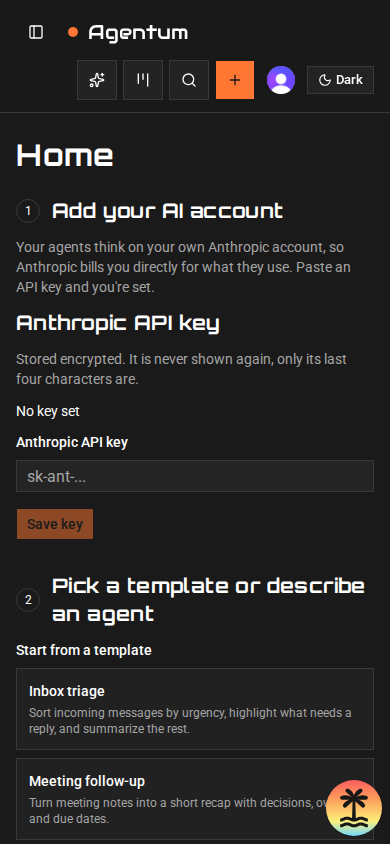 Agentum
Dark
Home
1
Add your AI account
Your agents think on your own Anthropic account, so
Anthropic bills you directly for what they use. Paste an
API key and you're set.
Anthropic API key
Stored encrypted. It is never shown again, only its last
four characters are.
No key set
Anthropic API key
sk-ant-...
Save key
2
Pick a template or describe
an agent
Start from a template
Inbox triage
Sort incoming messages by urgency, highlight what needs a
reply, and summarize the rest.
Meeting follow-up
Turn meeting notes into a short recap with decisions,
and due dates.